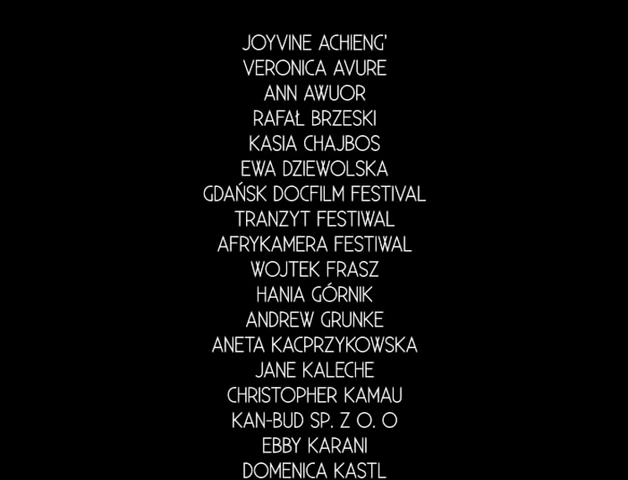 JOYVINE ACHIENG'
VERONICA AVURE
ANN AWUOR
RAFAŁ BRZESKI
KASIA CHAJBOS
EWA DZIEWOLSKA
GDAŃSK DOCFILM FESTIVAL
TRANZYT FESTIWAL
AFRYKAMERA FESTIWAL
WOJTEK FRASZ
HANIA GÓRNIK
ANDREW GRUNKE
ANETA KACPRZYKOWSKA
JANE KALECHE
CHRISTOPHER KAMAU
KAN-BUD SP. Z O. O
EBBY KARANI
DOMENICA KASTL